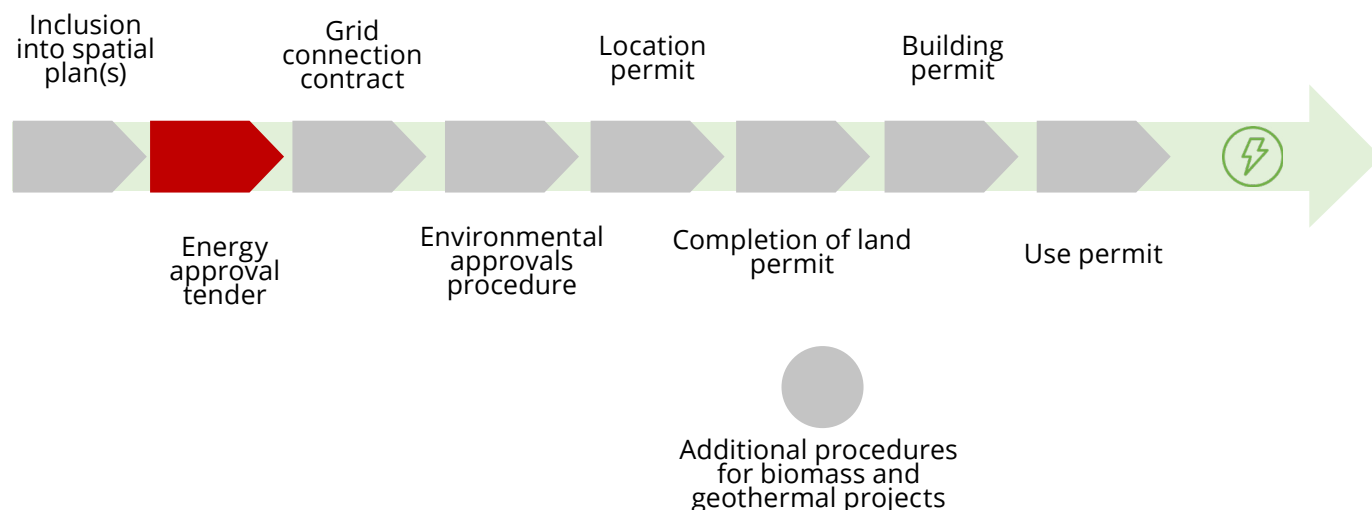 Inclusion
into spatial
plan(s)
Energy
approval
tender
Grid
connection
contract
Environmental
approvals
procedure
Location
permit
Completion of land
permit
Building
permit
Use permit
Additional procedures
for biomass and
geothermal projects